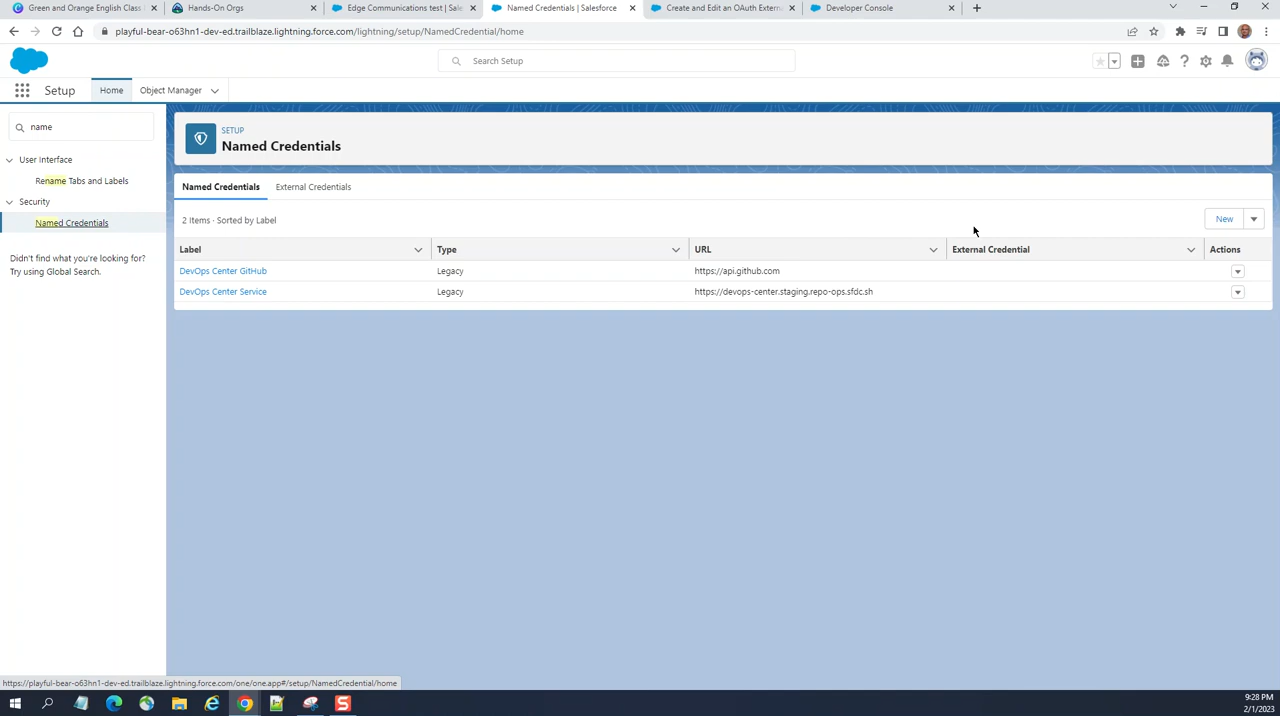 Green and Orange English Class
Hands-On Orgs
Edge Communications test | Sale
Named Credentials | Salesforce
Create and Edit an OAuth Extern
Developer Console
playful-bear-o63hn1-dev-ed.trailblaze.lightning.force.com/lightning/setup/NamedCredential/home
Search Setup
Setup
Home
Object Manager
name
User Interface
Rename Tabs and Labels
Security
Named Credentials
Didn't find what you're looking for?
Try using Global Search.
SETUP
Named Credentials
Named Credentials
External Credentials
2 Items · Sorted by Label
New
Label
Type
URL
External Credential
Actions
DevOps Center GitHub
Legacy
https://api.github.com
DevOps Center Service
Legacy
https://devops-center.staging.repo-ops.sfdc.sh
https://playful-bear-o63hn1-dev-ed.trailblaze.lightning.force.com/one/one.app#/setup/NamedCredential/home
9:28 PM
2/1/2023